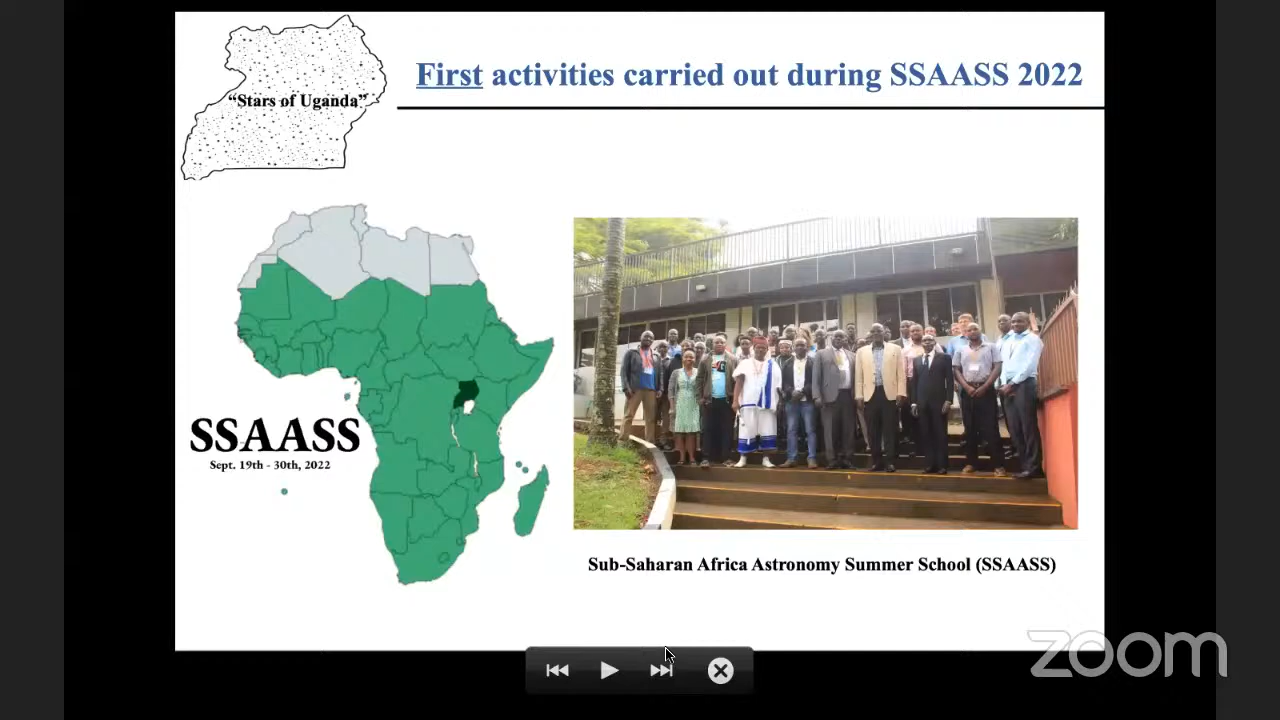 First activities carried out during SSAASS 2022
“Stars of Uganda”
SSAASS
Sept. 19th - 30th, 2022
Sub-Saharan Africa Astronomy Summer School (SSAASS)
zoom